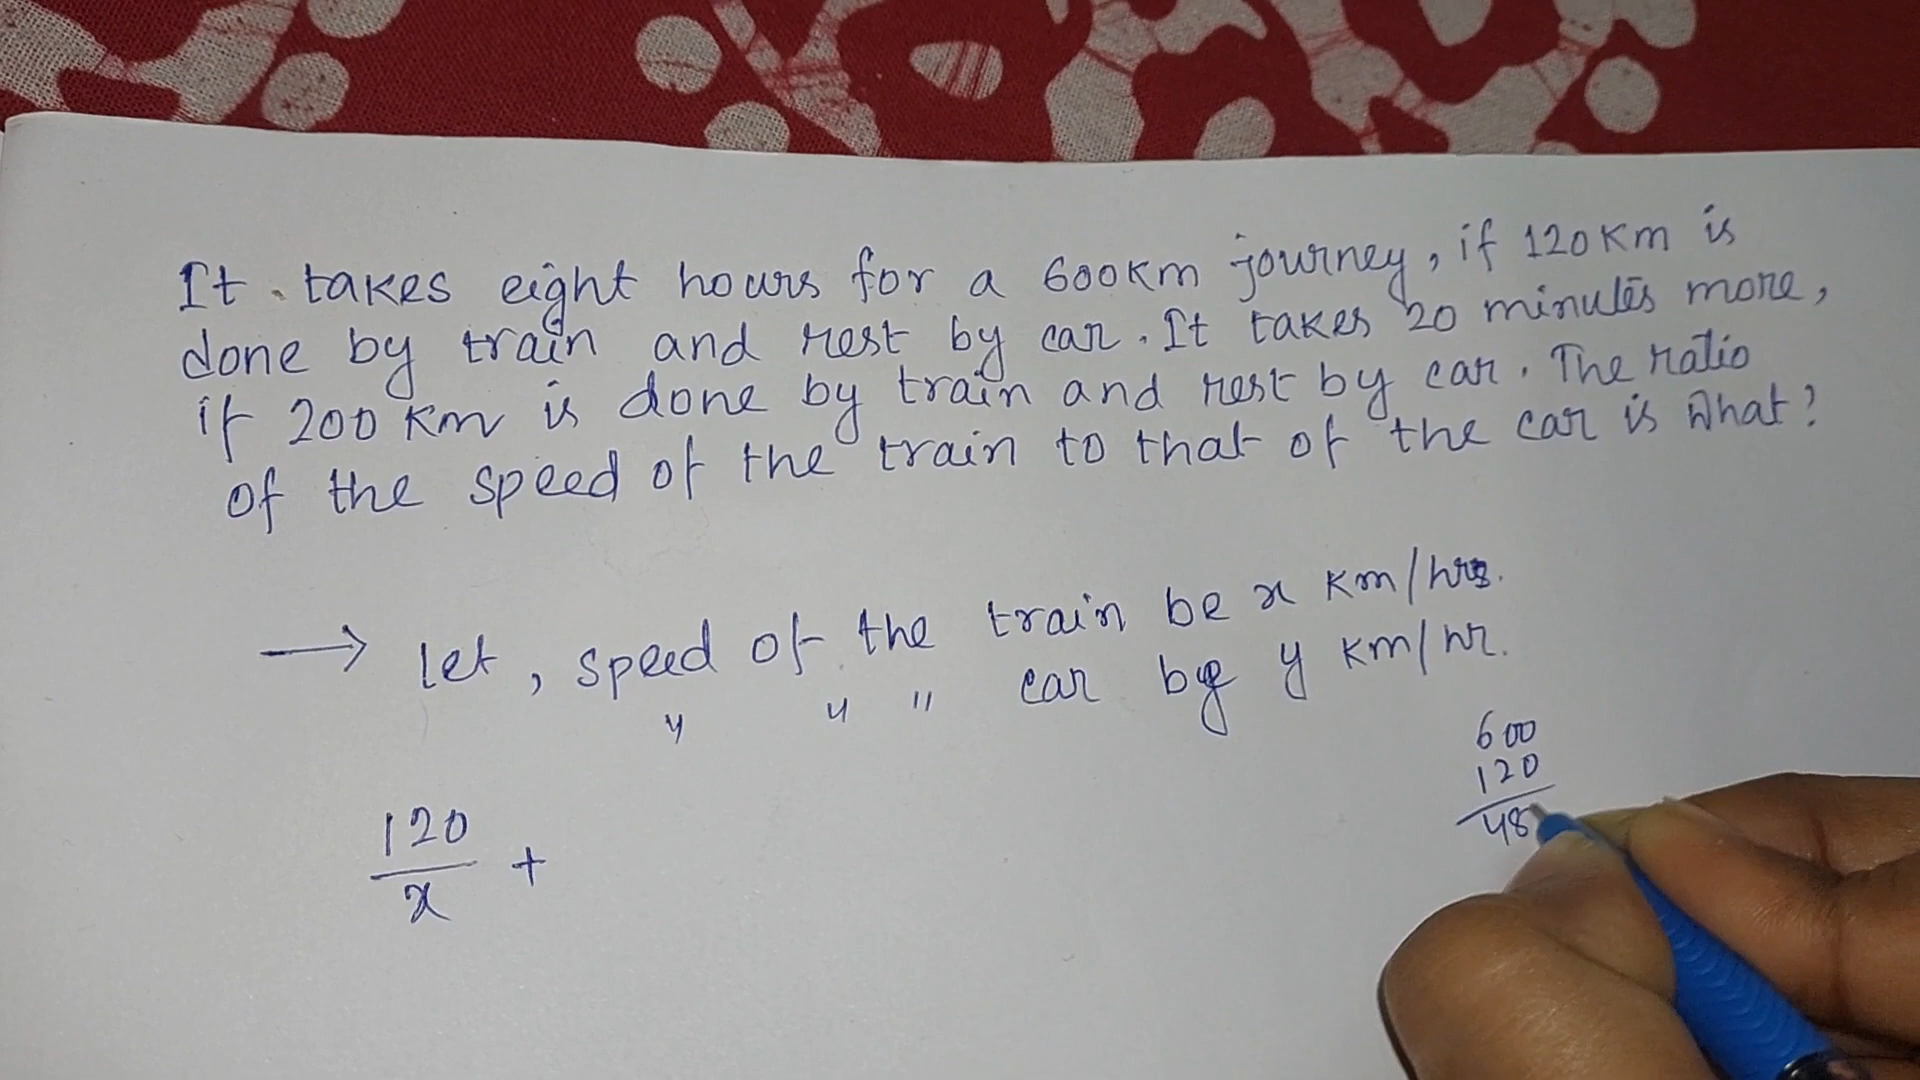 It takes eight hours for a 600km journey, if 120km is
done by train and rest by car. It takes 20 minutes more,
if 200 km is done by train and rest by car. The ratio
of the speed of the train to that of the car is What?
→ let, speed of the train be x km/hrs.
" " " car be y km/hr.
600
120
48
120
x
+